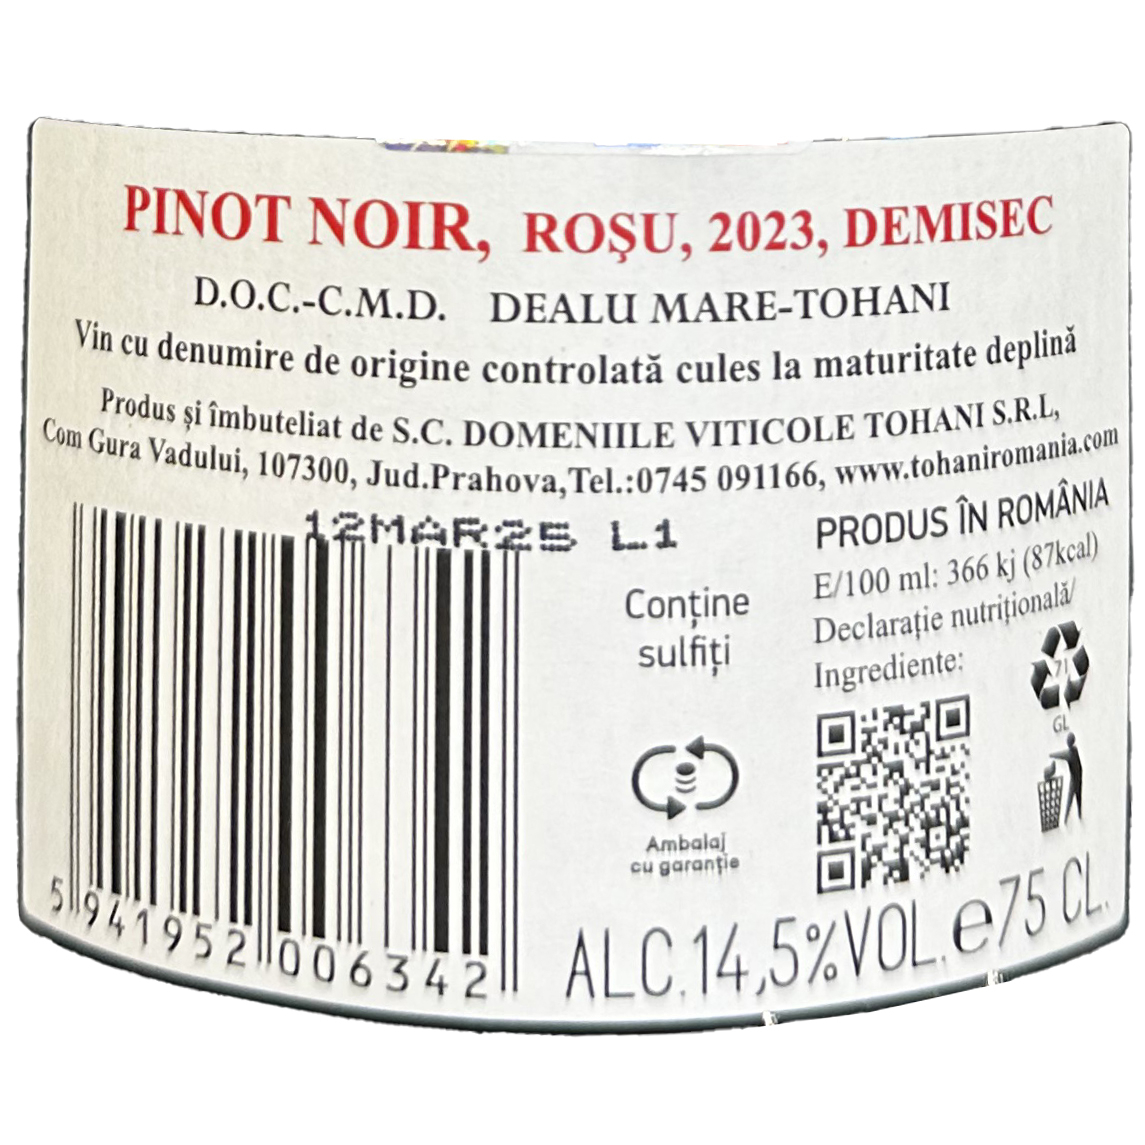 PINOT NOIR, ROȘU, 2023, DEMISEC
D.O.C.-C.M.D. DEALU MARE-TOHANI
Vin cu denumire de origine controlată cules la maturitate deplină
Produs și îmbuteliat de S.C. DOMENIILE VITICOLE TOHANI S.R.L,
Com Gura Vadului, 107300, Jud.Prahova,Tel.:0745 091166, www.tohaniromania.com
12MAR25 L1
PRODUS ÎN ROMÂNIA
E/100 ml: 366 kj (87kcal)
Declarație nutrițională/
Ingrediente:
Conține
sulfiți
71
GL
Ambalaj
cu garanție
5 941952 006342
ALC.14,5%VOL.e75 CL.